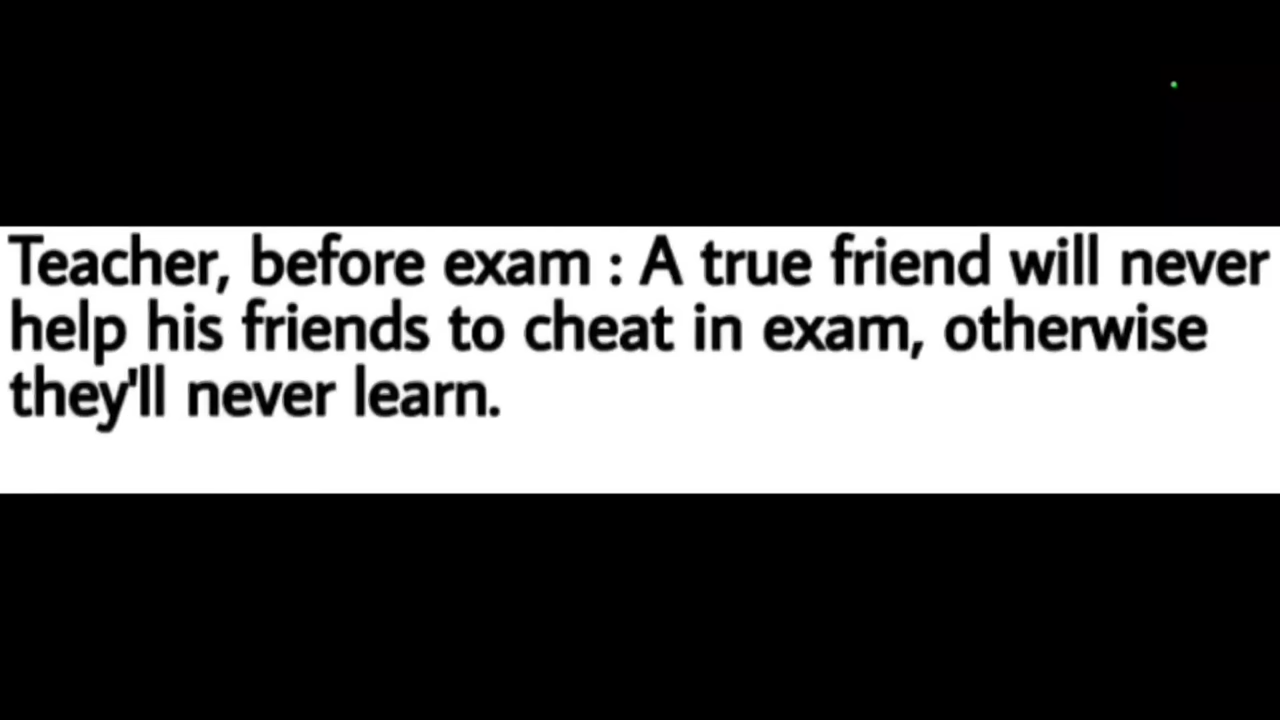 Teacher, before exam : A true friend will never
help his friends to cheat in exam, otherwise
they'll never learn.